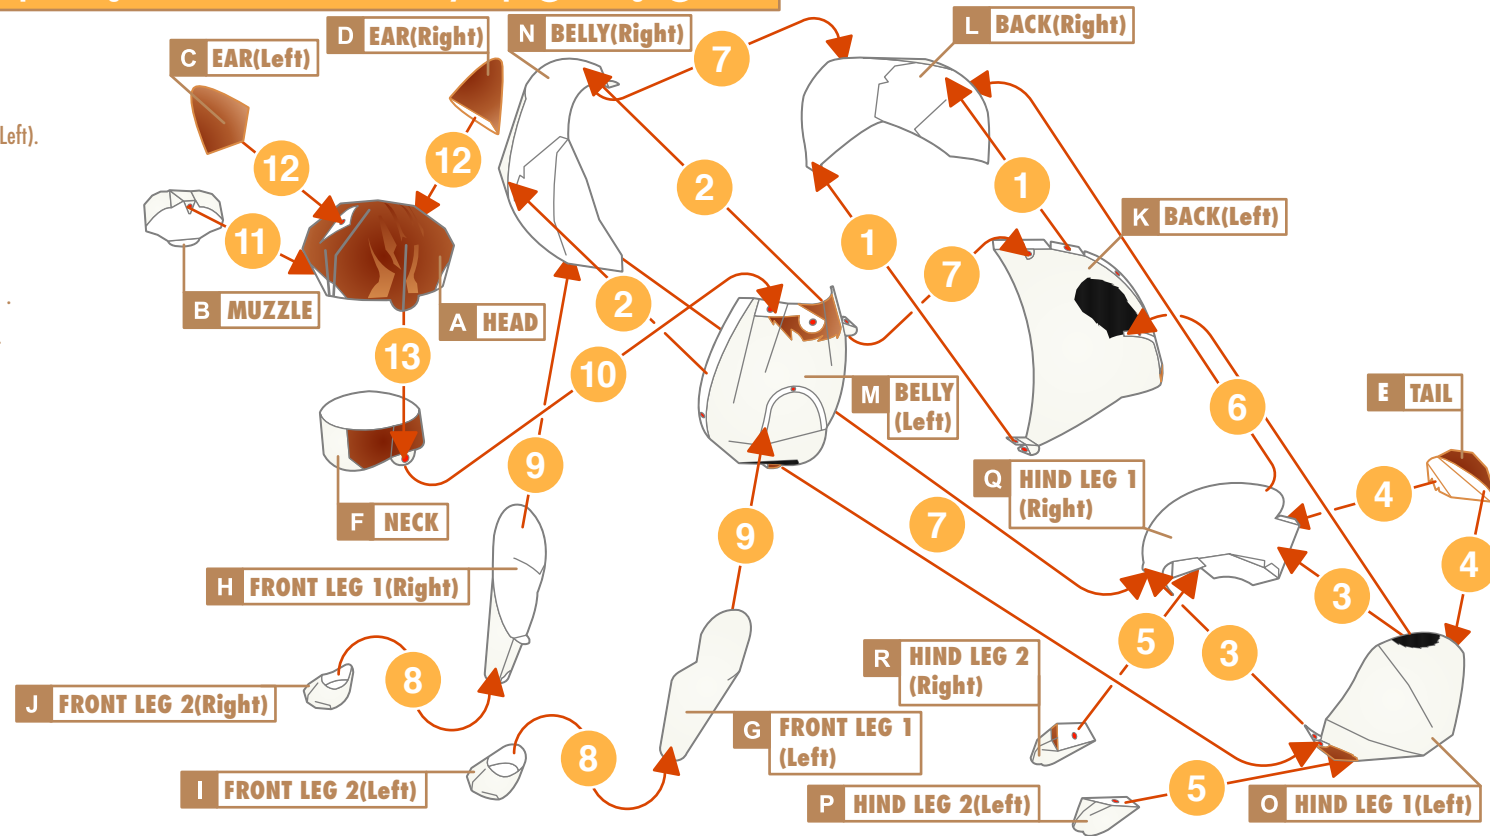 D EAR(Right)
N BELLY(Right)
L BACK(Right)
C EAR(Left)
7
Left).
12
12
2
1
K BACK(Left)
11
1
7
B MUZZLE
A HEAD
2
.
13
10
M BELLY
(Left)
6
E TAIL
9
Q HIND LEG 1
(Right)
4
F NECK
7
9
4
H FRONT LEG 1(Right)
3
5
3
R HIND LEG 2
(Right)
8
J FRONT LEG 2(Right)
G FRONT LEG 1
(Left)
8
I FRONT LEG 2(Left)
5
P HIND LEG 2(Left)
O HIND LEG 1(Left)